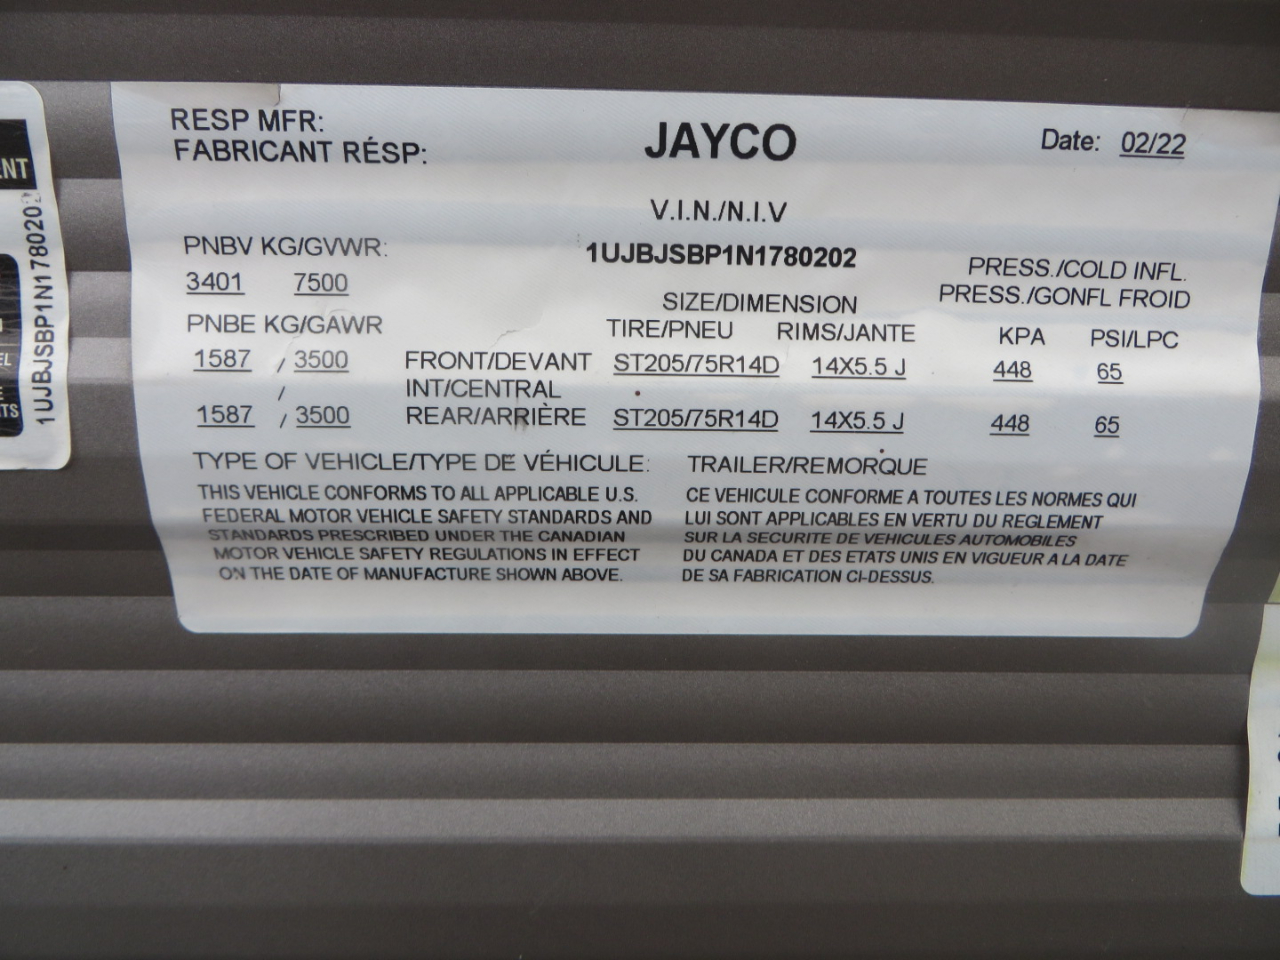 RESP MFR:
FABRICANT RÉSP:
JAYCO
Date: 02/22
V.I.N./N.I.V
1UJBJSBP1N1780202
PNBV KG/GVWR:
3401 7500
PRESS./COLD INFL.
PRESS./GONFL FROID
SIZE/DIMENSION
PNBE KG/GAWR TIRE/PNEU RIMS/JANTE KPA PSI/LPC
1587 / 3500 FRONT/DEVANT ST205/75R14D 14X5.5 J 448 65
/ INT/CENTRAL
1587 / 3500 REAR/ARRIÈRE ST205/75R14D 14X5.5 J 448 65
TYPE OF VEHICLE/TYPE DE VÉHICULE: TRAILER/REMORQUE
THIS VEHICLE CONFORMS TO ALL APPLICABLE U.S.
FEDERAL MOTOR VEHICLE SAFETY STANDARDS AND
STANDARDS PRESCRIBED UNDER THE CANADIAN
MOTOR VEHICLE SAFETY REGULATIONS IN EFFECT
ON THE DATE OF MANUFACTURE SHOWN ABOVE.
CE VEHICULE CONFORME A TOUTES LES NORMES QUI
LUI SONT APPLICABLES EN VERTU DU REGLEMENT
SUR LA SECURITE DE VEHICULES AUTOMOBILES
DU CANADA ET DES ETATS UNIS EN VIGUEUR A LA DATE
DE SA FABRICATION CI-DESSUS.
1UJBJSBP1N1780202